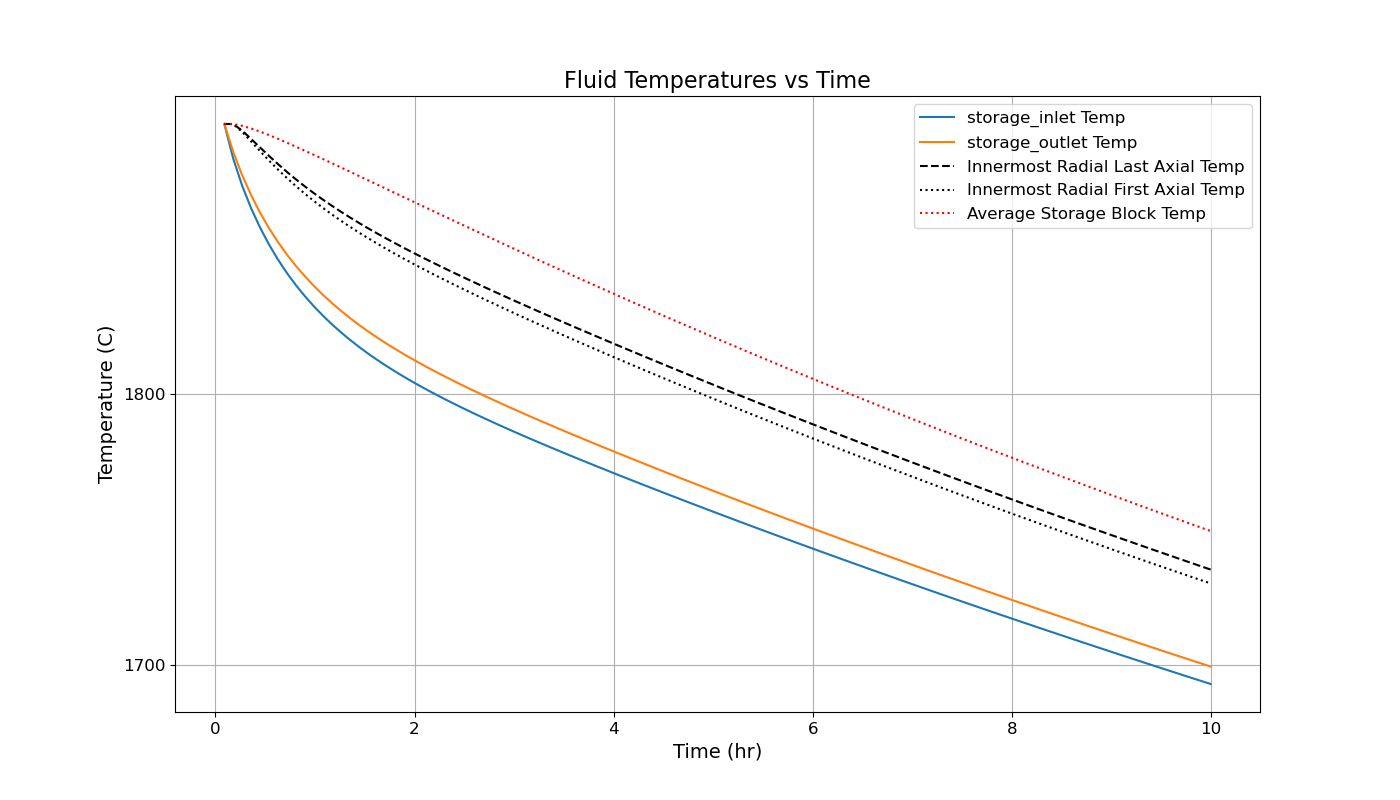 Fluid Temperatures vs Time
storage_inlet Temp
storage_outlet Temp
Innermost Radial Last Axial Temp
Innermost Radial First Axial Temp
Average Storage Block Temp
Temperature (C)
1800
1700
0 2 4 6 8 10
Time (hr)